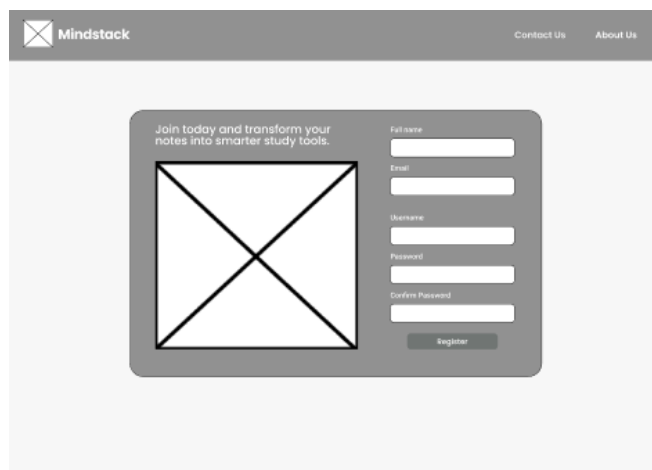 Mindstack
Contact Us
About Us
Join today and transform your
notes into smarter study tools.
Full name
Email
Username
Password
Confirm Password
Register